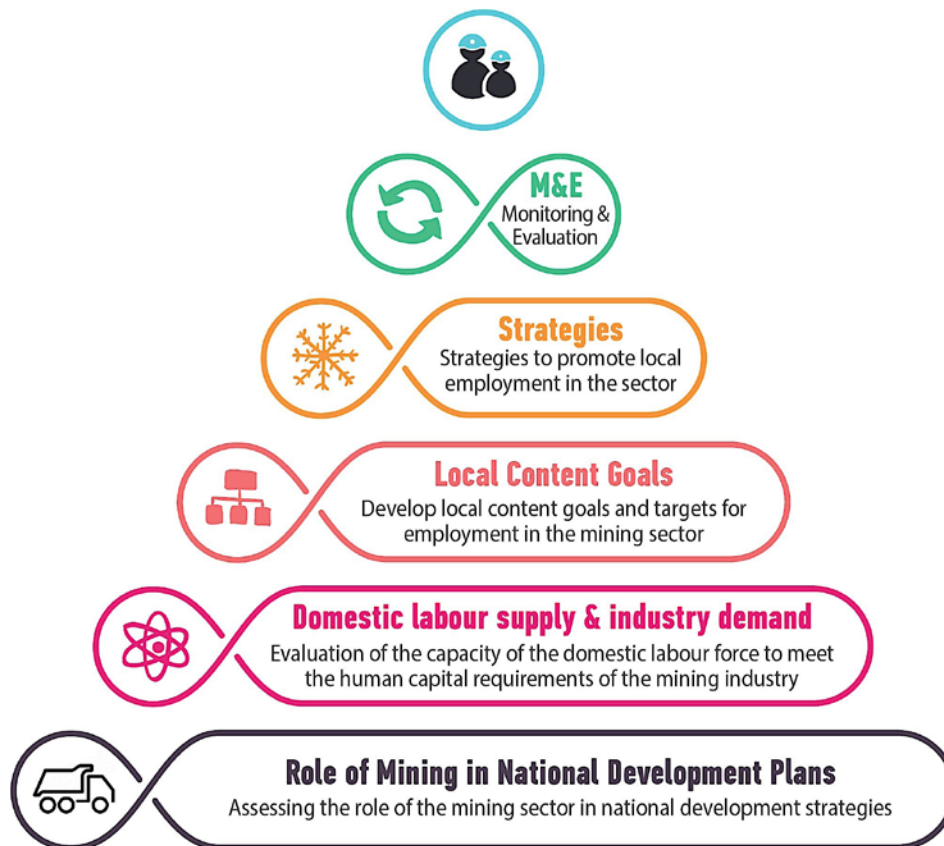 M&E
Monitoring &
Evaluation
Strategies
Strategies to promote local
employment in the sector
Local Content Goals
Develop local content goals and targets for
employment in the mining sector
Domestic labour supply & industry demand
Evaluation of the capacity of the domestic labour force to meet
the human capital requirements of the mining industry
Role of Mining in National Development Plans
Assessing the role of the mining sector in national development strategies